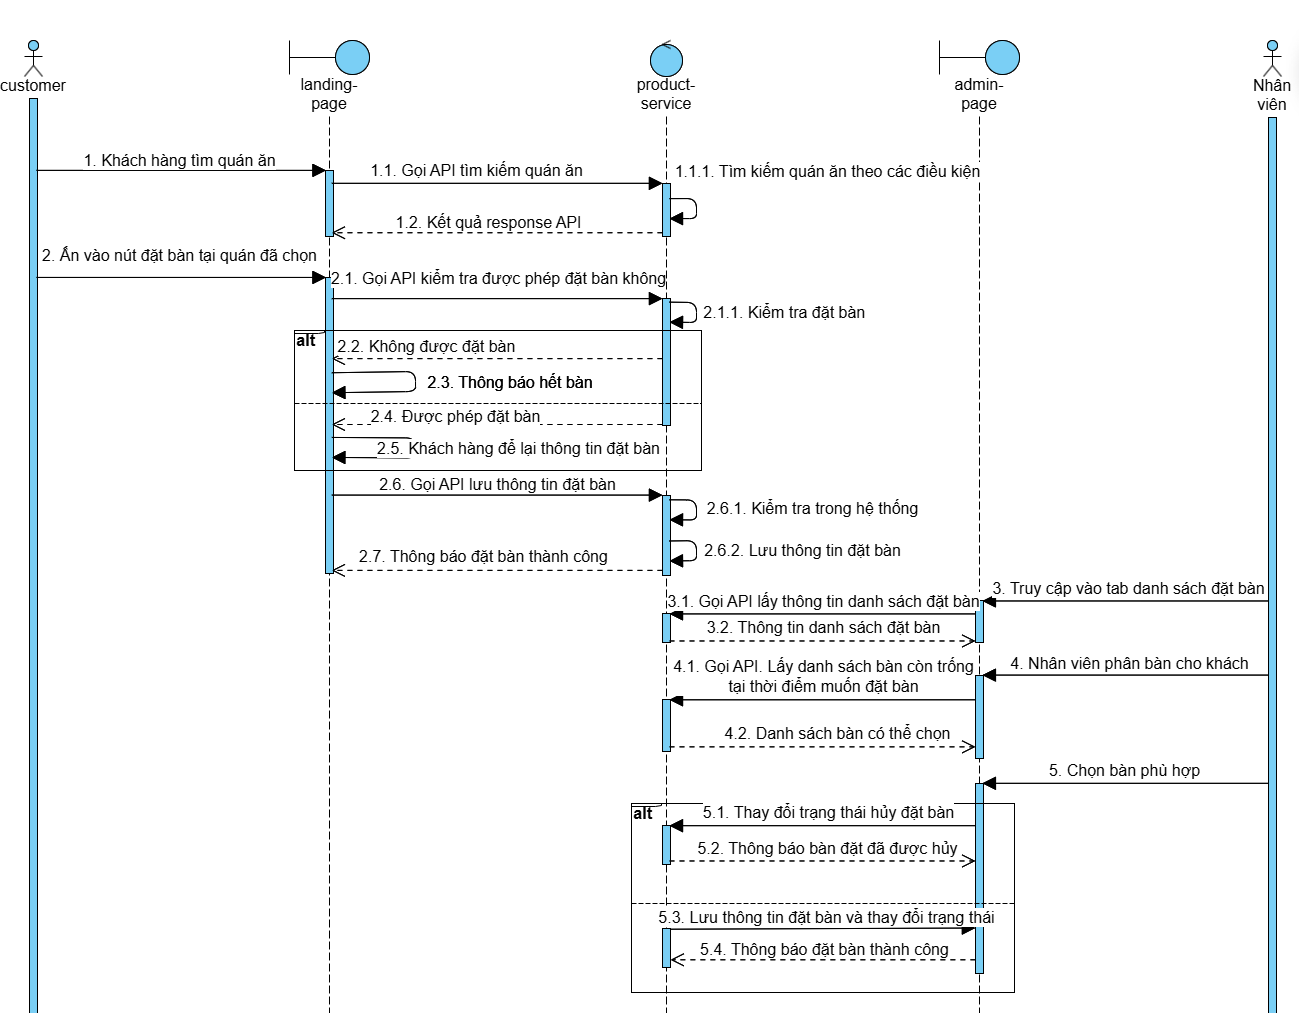 customer
landing-
page
product-
service
admin-
page
Nhân
viên
1. Khách hàng tìm quán ăn
1.1. Gọi API tìm kiếm quán ăn
1.1.1. Tìm kiếm quán ăn theo các điều kiện
1.2. Kết quả response API
2. Ấn vào nút đặt bàn tại quán đã chọn
2.1. Gọi API kiểm tra được phép đặt bàn không
2.1.1. Kiểm tra đặt bàn
alt
2.2. Không được đặt bàn
2.3. Thông báo hết bàn
2.4. Được phép đặt bàn
2.5. Khách hàng để lại thông tin đặt bàn
2.6. Gọi API lưu thông tin đặt bàn
2.6.1. Kiểm tra trong hệ thống
2.6.2. Lưu thông tin đặt bàn
2.7. Thông báo đặt bàn thành công
3. Truy cập vào tab danh sách đặt bàn
3.1. Gọi API lấy thông tin danh sách đặt bàn
3.2. Thông tin danh sách đặt bàn
4. Nhân viên phân bàn cho khách
4.1. Gọi API. Lấy danh sách bàn còn trống
tại thời điểm muốn đặt bàn
4.2. Danh sách bàn có thể chọn
5. Chọn bàn phù hợp
alt
5.1. Thay đổi trạng thái hủy đặt bàn
5.2. Thông báo bàn đặt đã được hủy
5.3. Lưu thông tin đặt bàn và thay đổi trạng thái
5.4. Thông báo đặt bàn thành công